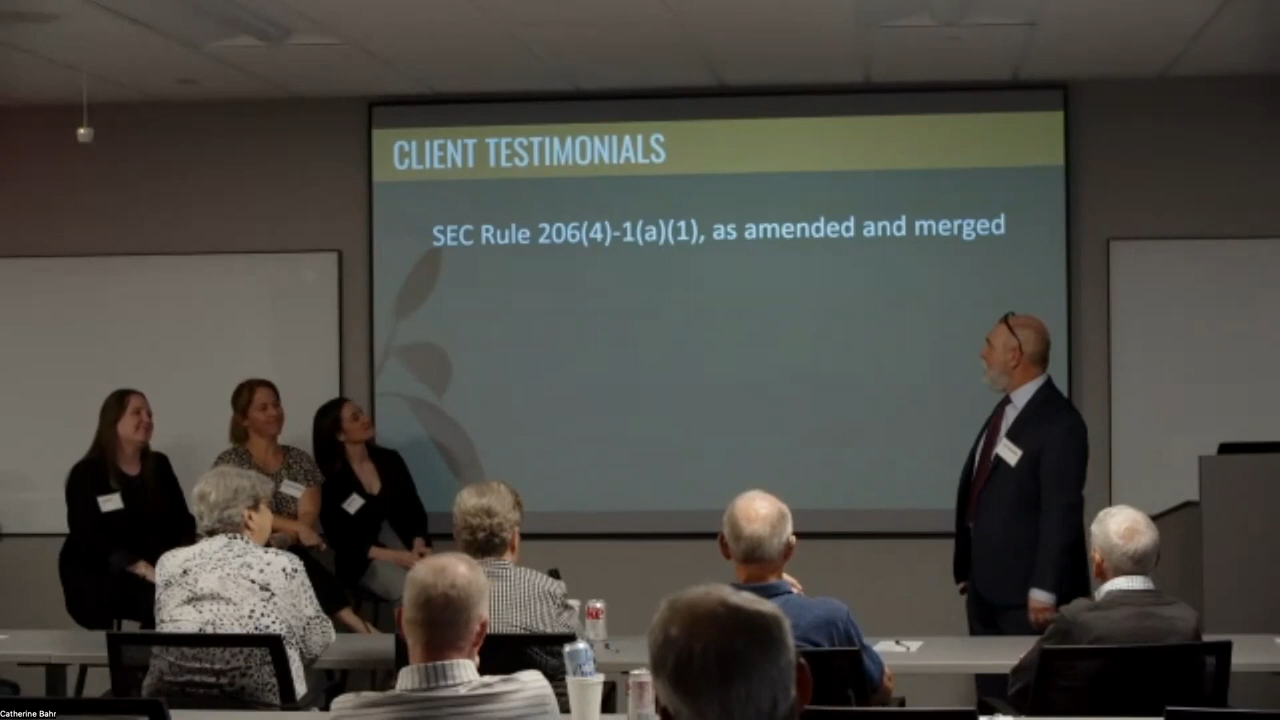 CLIENT TESTIMONIALS
SEC Rule 206(4)-1(a)(1), as amended and merged
Catherine Bahr